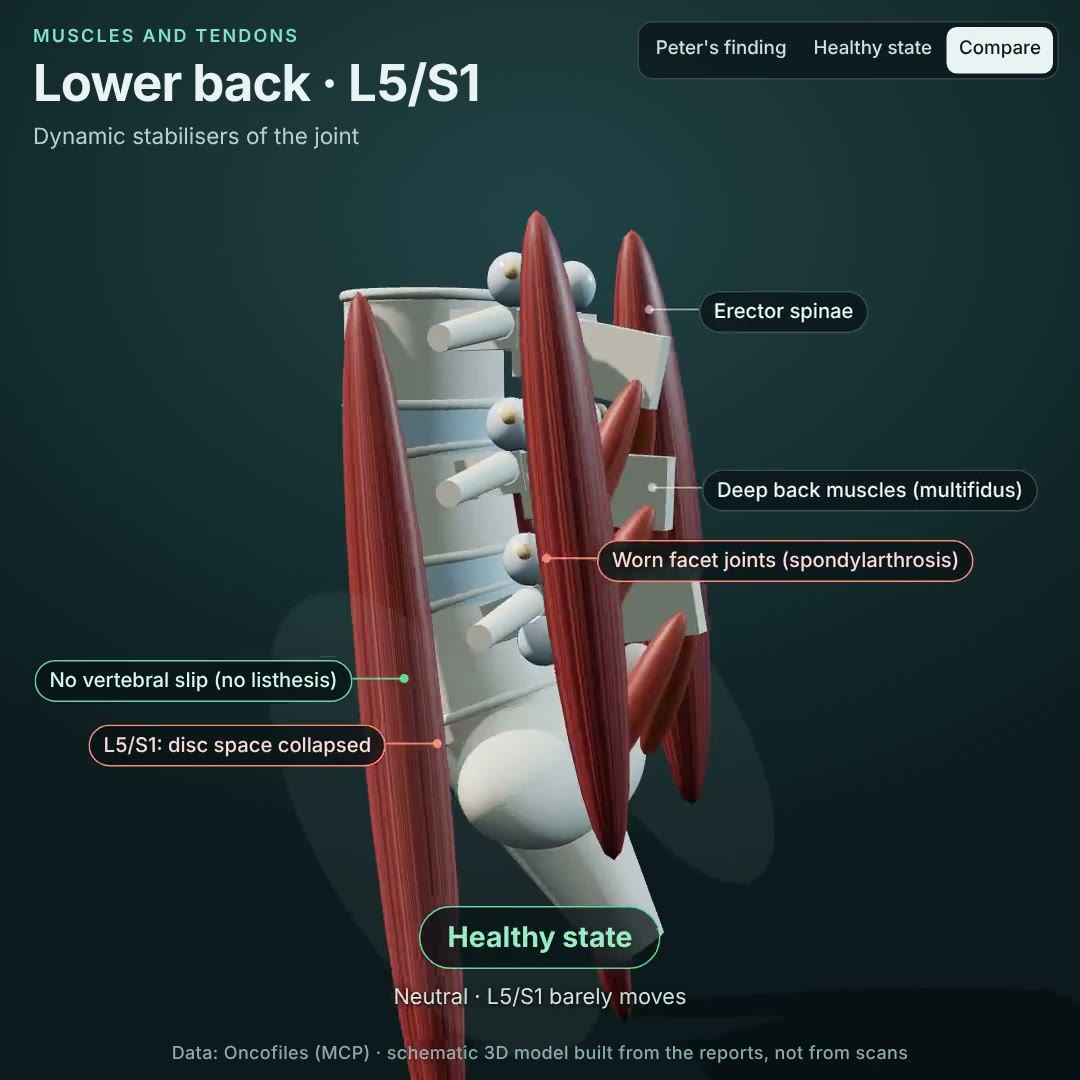 MUSCLES AND TENDONS
Lower back · L5/S1
Dynamic stabilisers of the joint
Peter's finding
Healthy state
Compare
Erector spinae
Deep back muscles (multifidus)
Worn facet joints (spondylarthrosis)
No vertebral slip (no listhesis)
L5/S1: disc space collapsed
Healthy state
Neutral · L5/S1 barely moves
Data: Oncofiles (MCP) · schematic 3D model built from the reports, not from scans